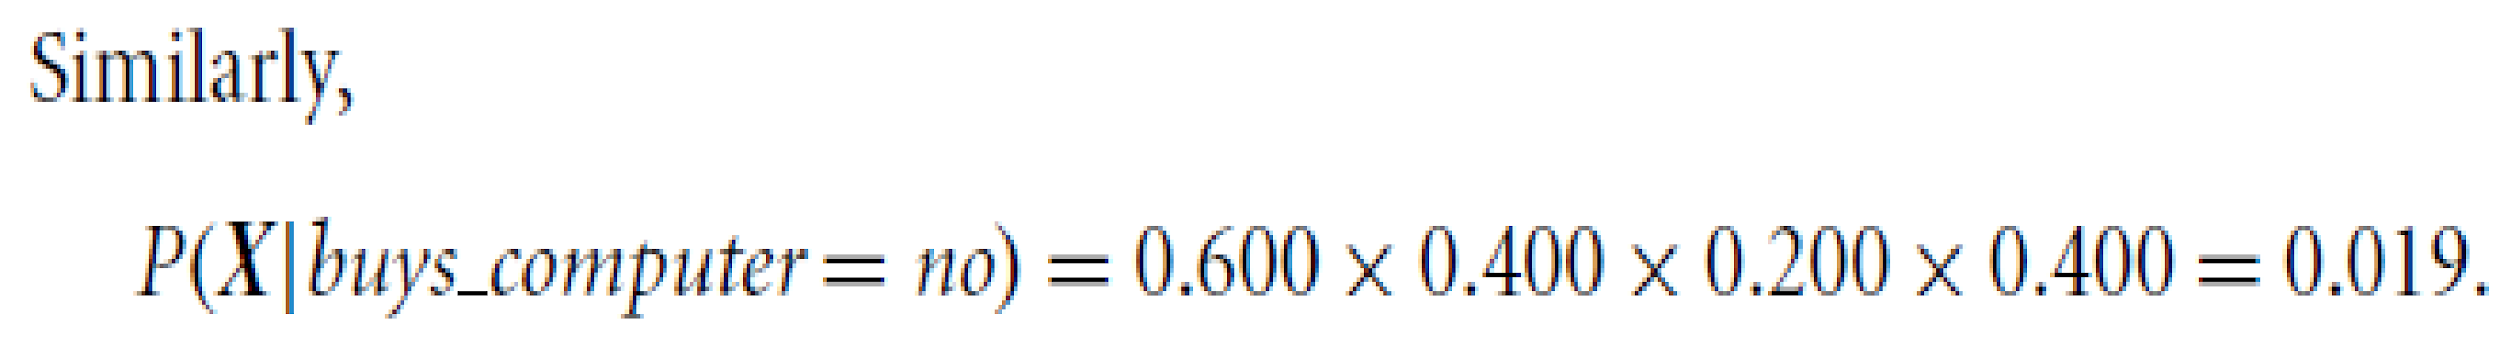 Similarly,
P(X|buys_computer = no) = 0.600 × 0.400 × 0.200 × 0.400 = 0.019.